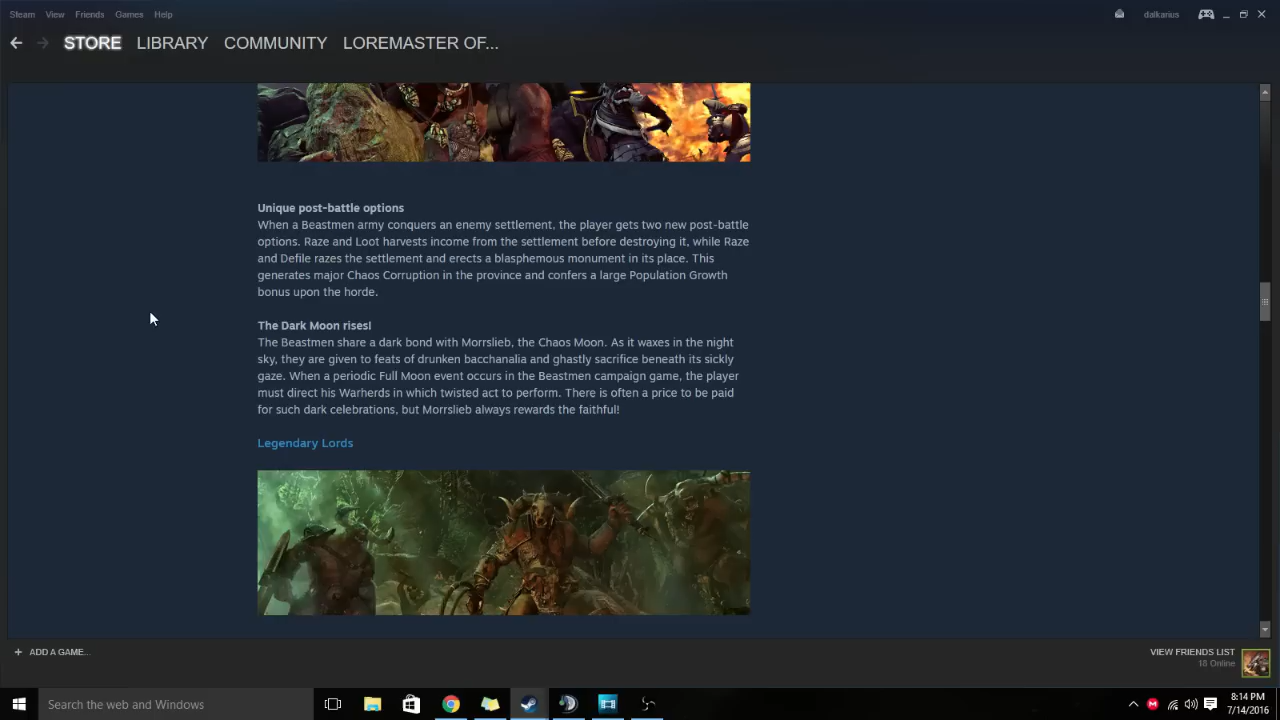 Steam View Friends Games Help dalkarius
STORE LIBRARY COMMUNITY LOREMASTER OF...
Unique post-battle options
When a Beastmen army conquers an enemy settlement, the player gets two new post-battle
options. Raze and Loot harvests income from the settlement before destroying it, while Raze
and Defile razes the settlement and erects a blasphemous monument in its place. This
generates major Chaos Corruption in the province and confers a large Population Growth
bonus upon the horde.
The Dark Moon rises!
The Beastmen share a dark bond with Morrslieb, the Chaos Moon. As it waxes in the night
sky, they are given to feats of drunken bacchanalia and ghastly sacrifice beneath its sickly
gaze. When a periodic Full Moon event occurs in the Beastmen campaign game, the player
must direct his Warherds in which twisted act to perform. There is often a price to be paid
for such dark celebrations, but Morrslieb always rewards the faithful!
Legendary Lords
+ ADD A GAME... VIEW FRIENDS LIST
18 Online
Search the web and Windows 8:14 PM
7/14/2016